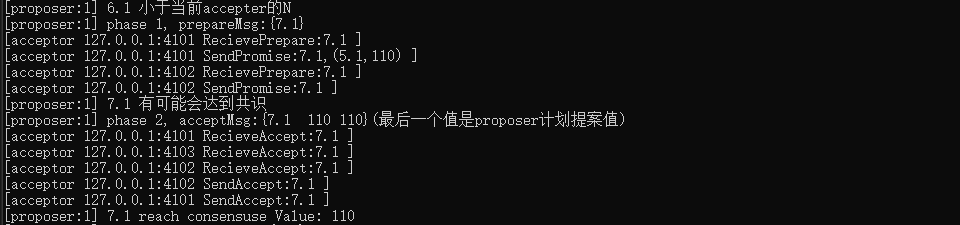 [proposer:1] 6.1 小于当前accepter的N
[proposer:1] phase 1, prepareMsg:{7.1}
[acceptor 127.0.0.1:4101 RecievePrepare:7.1 ]
[acceptor 127.0.0.1:4101 SendPromise:7.1,(5.1,110) ]
[acceptor 127.0.0.1:4102 RecievePrepare:7.1 ]
[acceptor 127.0.0.1:4102 SendPromise:7.1 ]
[proposer:1] 7.1 有可能会达到共识
[proposer:1] phase 2, acceptMsg:{7.1  110 110}(最后一个值是proposer计划提案值)
[acceptor 127.0.0.1:4101 RecieveAccept:7.1 ]
[acceptor 127.0.0.1:4103 RecieveAccept:7.1 ]
[acceptor 127.0.0.1:4102 RecieveAccept:7.1 ]
[acceptor 127.0.0.1:4102 SendAccept:7.1 ]
[acceptor 127.0.0.1:4101 SendAccept:7.1 ]
[proposer:1] 7.1 reach consensuse Value: 110